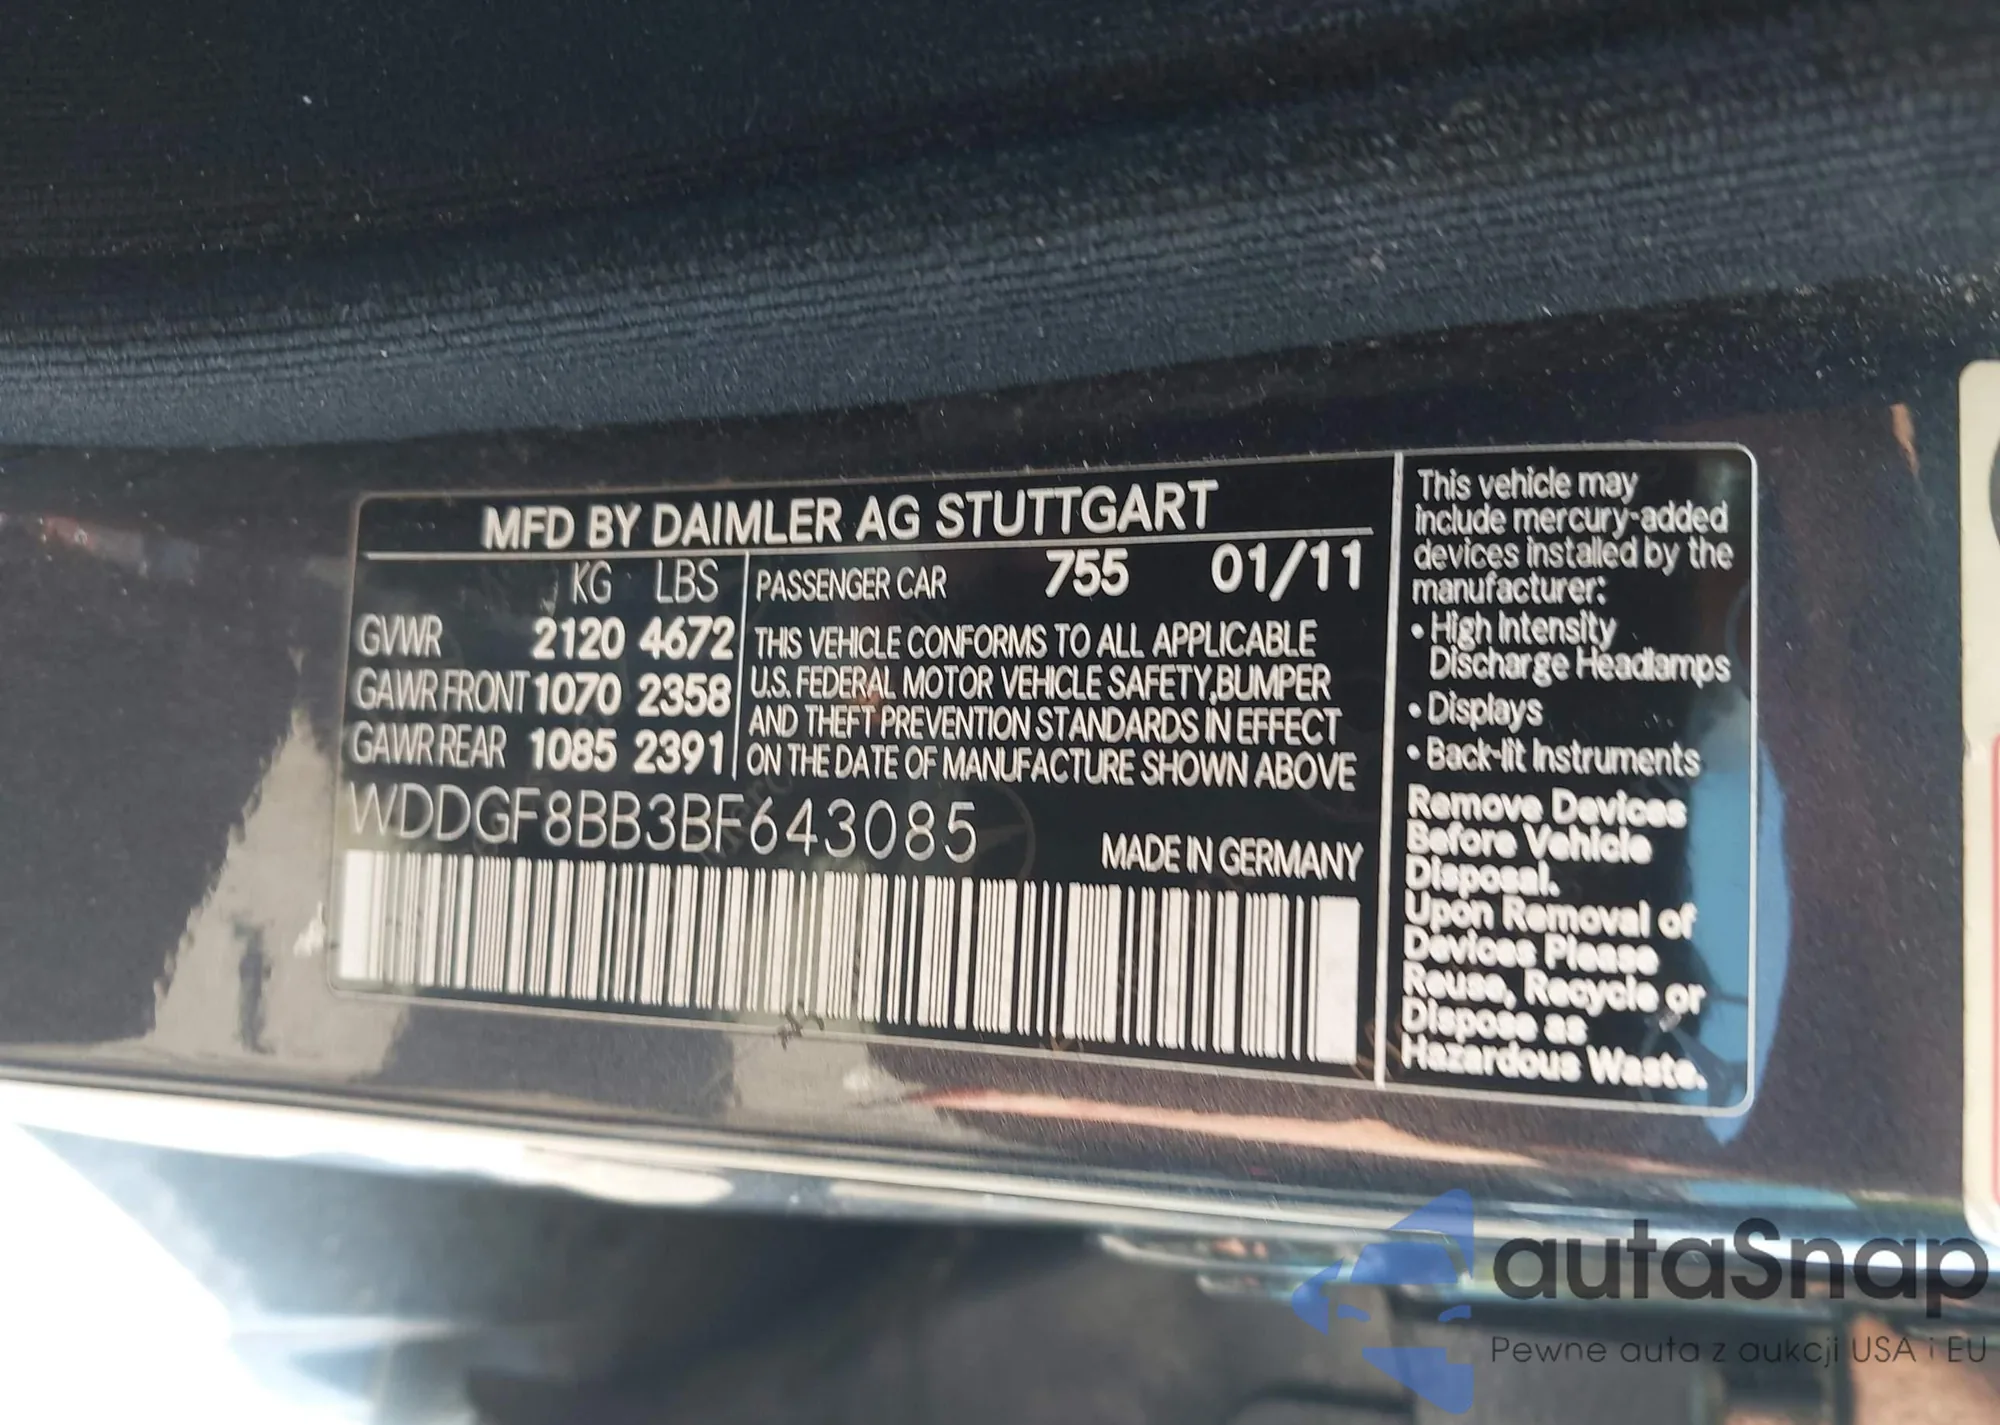 MFD BY DAIMLER AG STUTTGART
KG LBS
GVWR 2120 4672
GAWR FRONT 1070 2358
GAWR REAR 1085 2391
PASSENGER CAR 755 01/11
THIS VEHICLE CONFORMS TO ALL APPLICABLE
U.S. FEDERAL MOTOR VEHICLE SAFETY,BUMPER
AND THEFT PREVENTION STANDARDS IN EFFECT
ON THE DATE OF MANUFACTURE SHOWN ABOVE
WDDGF8BB3BF643085
MADE IN GERMANY
This vehicle may
include mercury-added
devices installed by the
manufacturer:
• High Intensity
Discharge Headlamps
• Displays
• Back-lit Instruments
Remove Devices
Before Vehicle
Disposal.
Upon Removal of
Devices Please
Reuse, Recycle or
Dispose as
Hazardous Waste.
autaSnap
Pewne auta z aukcji USA i EU